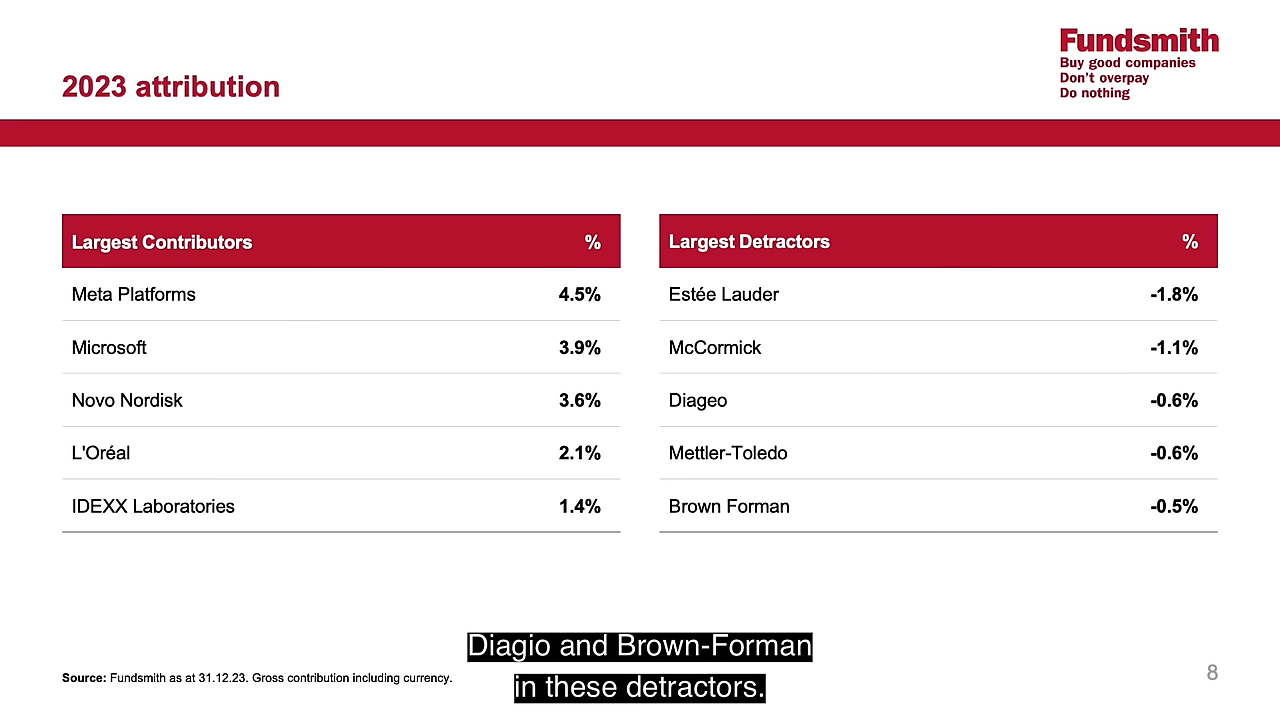 Fundsmith
Buy good companies
Don't overpay
Do nothing
2023 attribution
Largest Contributors %
Meta Platforms 4.5%
Microsoft 3.9%
Novo Nordisk 3.6%
L'Oréal 2.1%
IDEXX Laboratories 1.4%
Largest Detractors %
Estée Lauder -1.8%
McCormick -1.1%
Diageo -0.6%
Mettler-Toledo -0.6%
Brown Forman -0.5%
Diagio and Brown-Forman
in these detractors.
Source: Fundsmith as at 31.12.23. Gross contribution including currency.
8